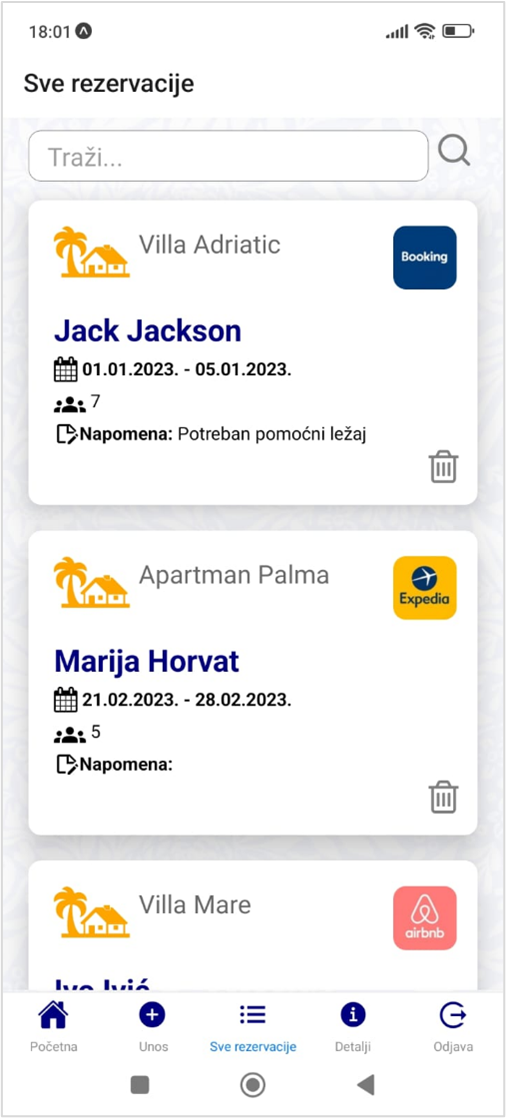 18:01
Sve rezervacije
Traži...
Villa Adriatic
Booking
Jack Jackson
01.01.2023. - 05.01.2023.
7
Napomena: Potreban pomoćni ležaj
Apartman Palma
Expedia
Marija Horvat
21.02.2023. - 28.02.2023.
5
Napomena:
Villa Mare
airbnb
Ivo Ivić
Početna
Unos
Sve rezervacije
Detalji
Odjava